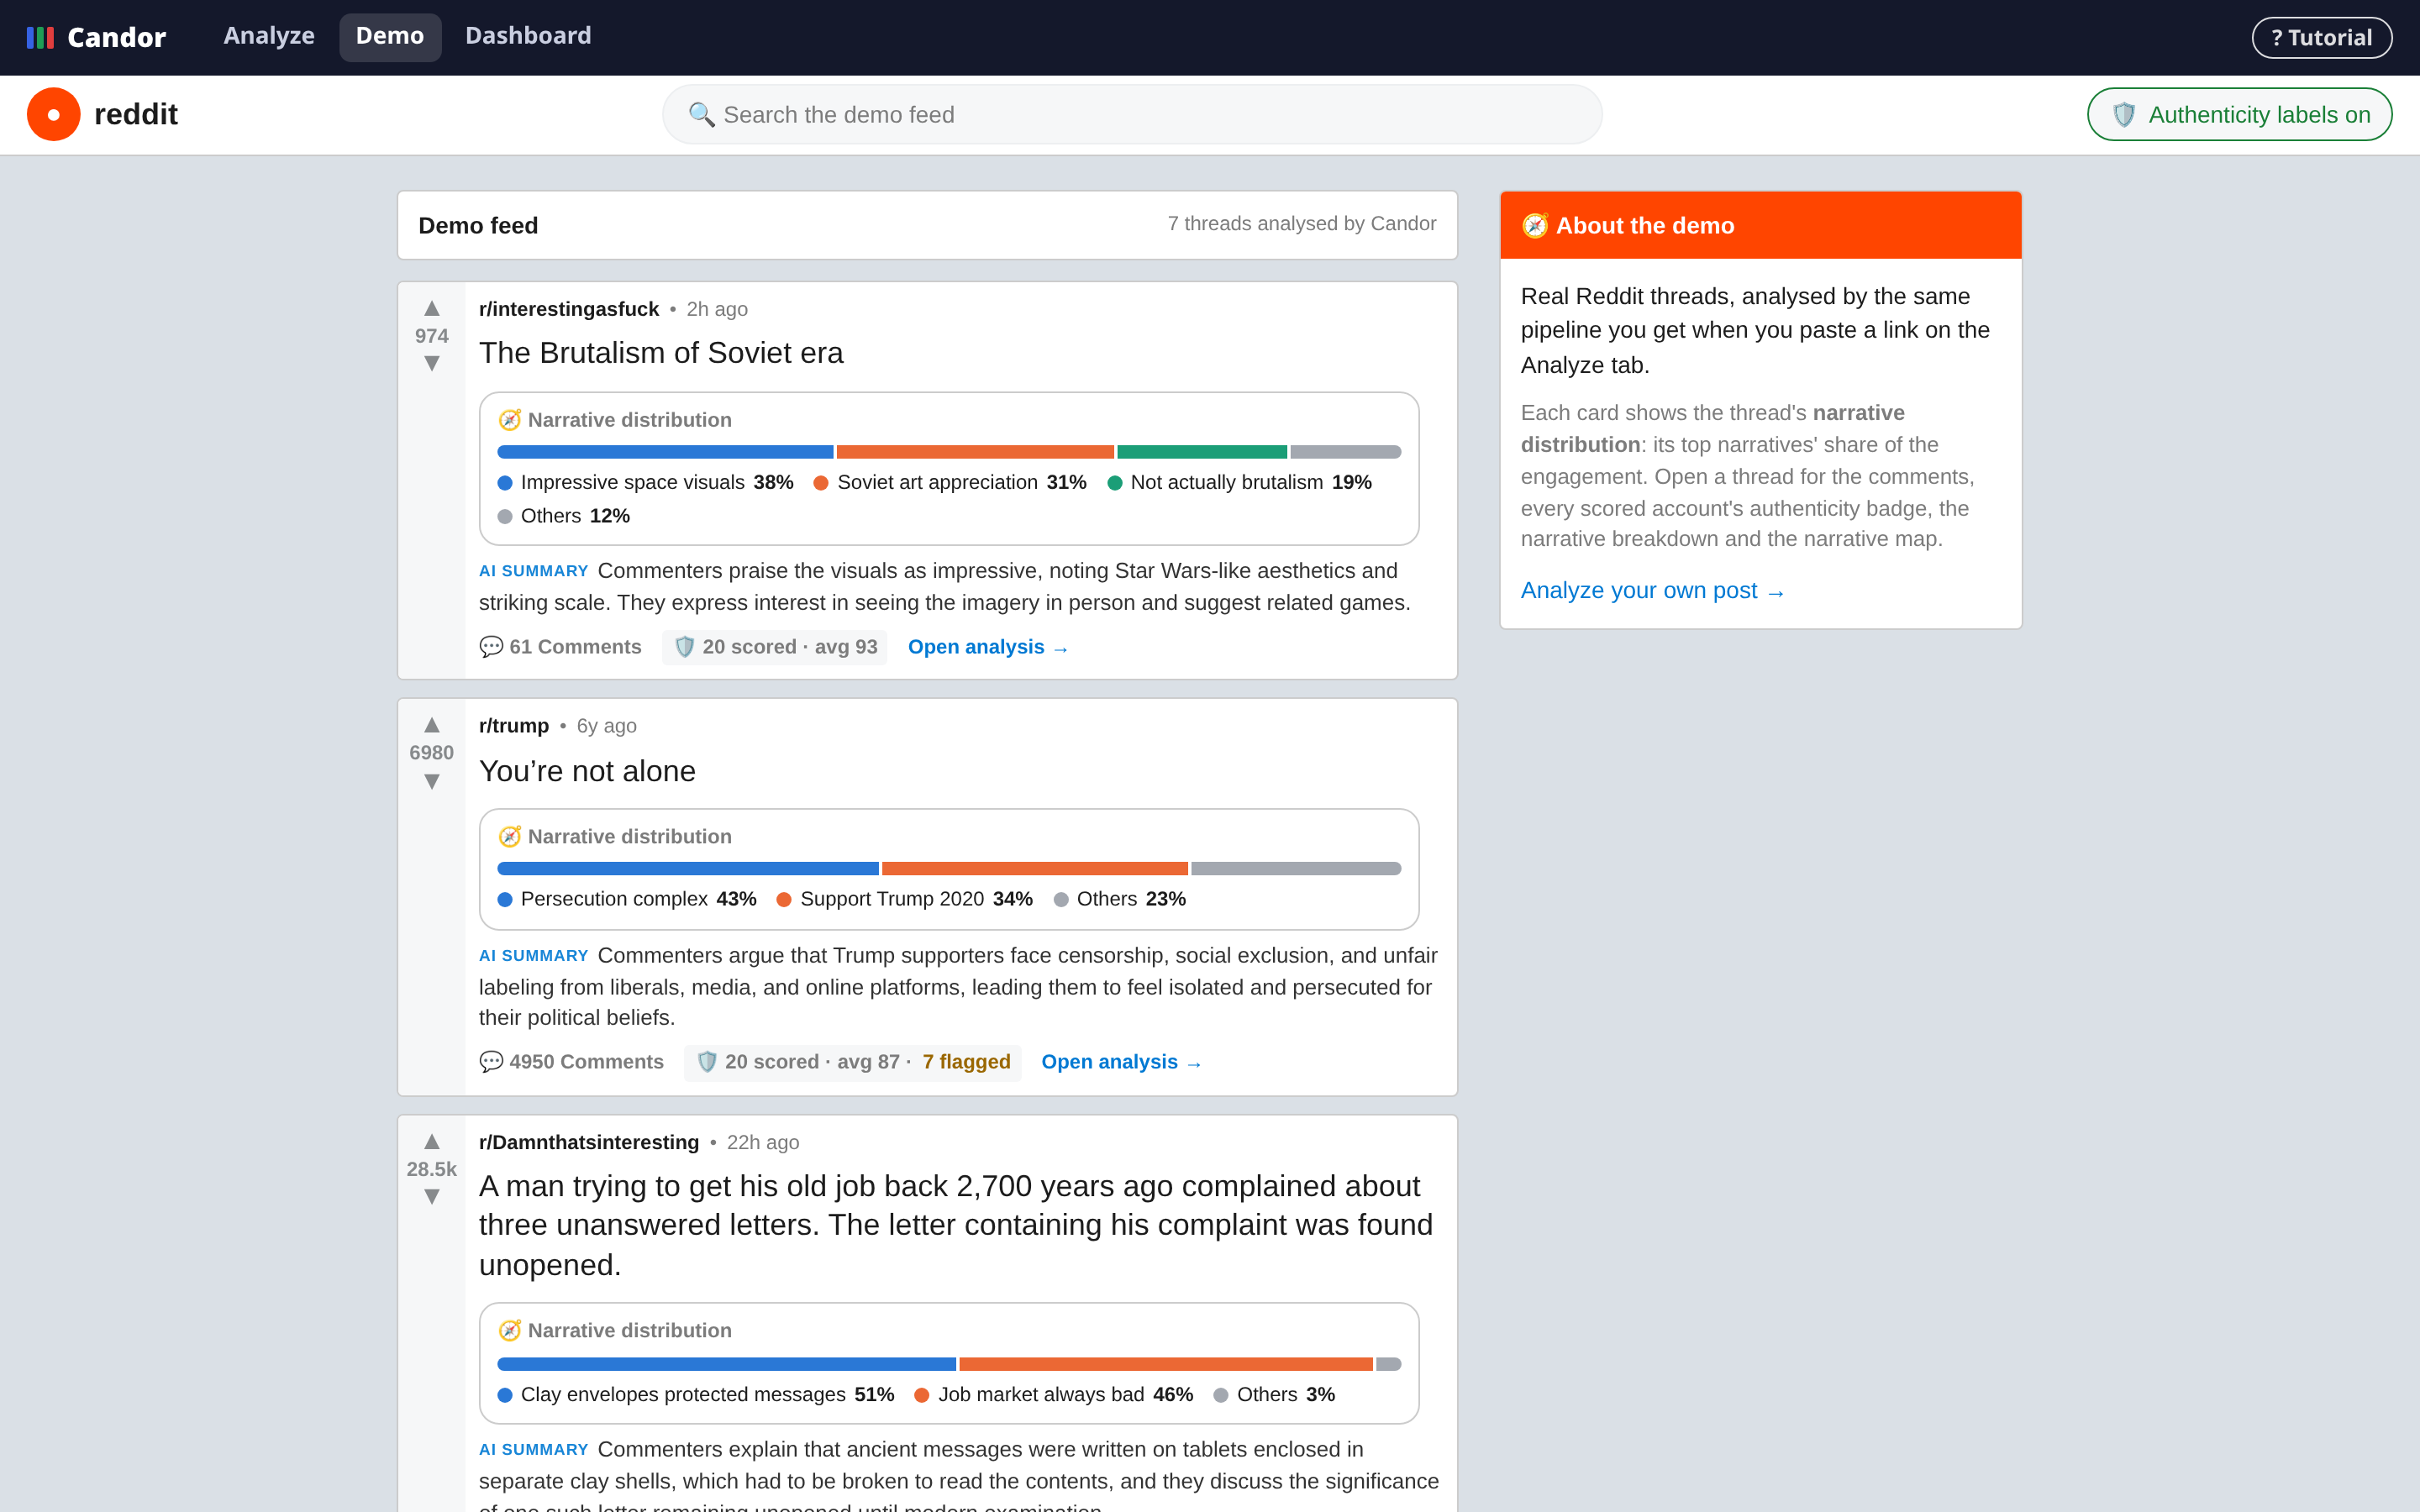 Candor
Analyze
Demo
Dashboard
? Tutorial
reddit
Search the demo feed
Authenticity labels on
Demo feed
7 threads analysed by Candor
974
r/interestingasfuck • 2h ago
The Brutalism of Soviet era
Narrative distribution
Impressive space visuals 38% Soviet art appreciation 31% Not actually brutalism 19%
Others 12%
AI SUMMARY Commenters praise the visuals as impressive, noting Star Wars-like aesthetics and
striking scale. They express interest in seeing the imagery in person and suggest related games.
61 Comments 20 scored · avg 93 Open analysis →
6980
r/trump • 6y ago
You’re not alone
Narrative distribution
Persecution complex 43% Support Trump 2020 34% Others 23%
AI SUMMARY Commenters argue that Trump supporters face censorship, social exclusion, and unfair
labeling from liberals, media, and online platforms, leading them to feel isolated and persecuted for
their political beliefs.
4950 Comments 20 scored · avg 87 · 7 flagged Open analysis →
28.5k
r/Damnthatsinteresting • 22h ago
A man trying to get his old job back 2,700 years ago complained about
three unanswered letters. The letter containing his complaint was found
unopened.
Narrative distribution
Clay envelopes protected messages 51% Job market always bad 46% Others 3%
AI SUMMARY Commenters explain that ancient messages were written on tablets enclosed in
separate clay shells, which had to be broken to read the contents, and they discuss the significance
of one such letter remaining unopened until modern examination.
About the demo
Real Reddit threads, analysed by the same
pipeline you get when you paste a link on the
Analyze tab.
Each card shows the thread's narrative
distribution: its top narratives' share of the
engagement. Open a thread for the comments,
every scored account's authenticity badge, the
narrative breakdown and the narrative map.
Analyze your own post →